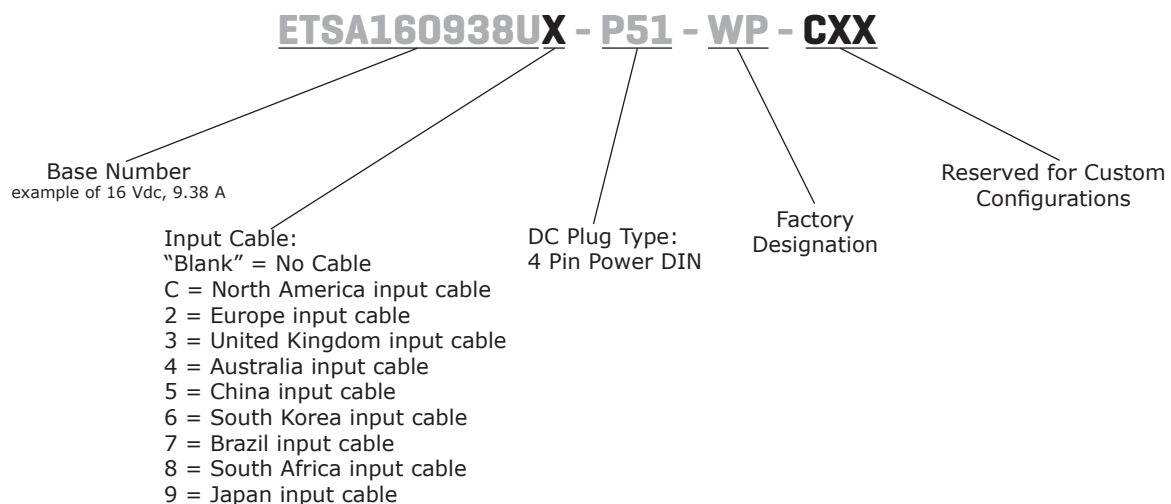 ETSA160938UX - P51 - WP - CXX
Base Number
example of 16 Vdc, 9.38 A
Input Cable:
“Blank” = No Cable
C = North America input cable
2 = Europe input cable
3 = United Kingdom input cable
4 = Australia input cable
5 = China input cable
6 = South Korea input cable
7 = Brazil input cable
8 = South Africa input cable
9 = Japan input cable
DC Plug Type:
4 Pin Power DIN
Factory
Designation
Reserved for Custom
Configurations